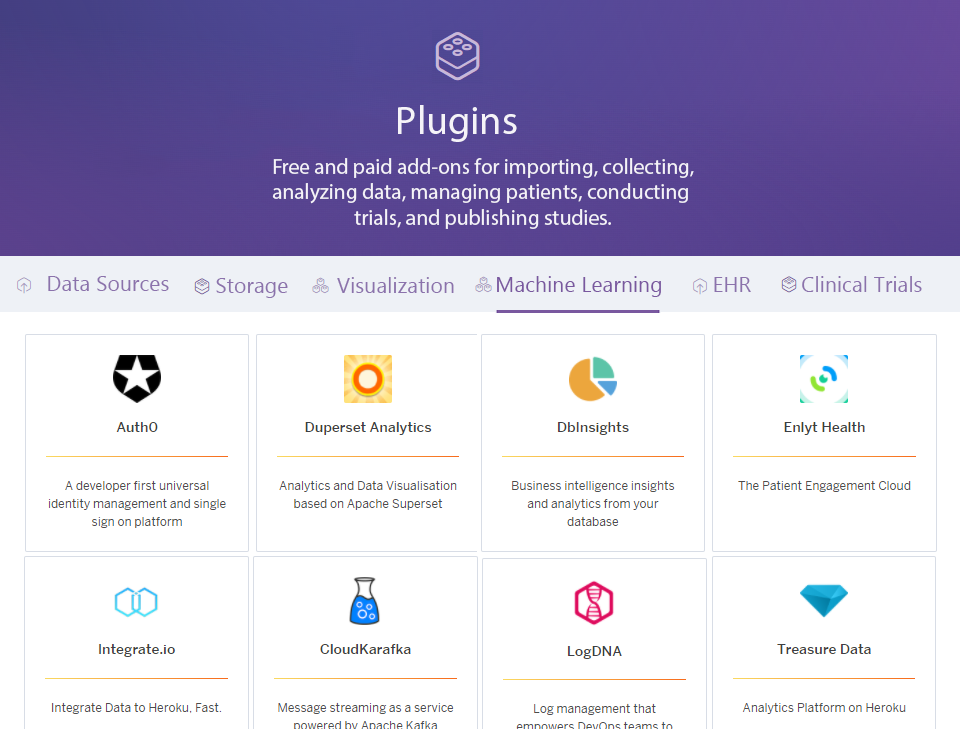 Plugins
Free and paid add-ons for importing, collecting,
analyzing data, managing patients, conducting
trials, and publishing studies.
Data Sources
Storage
Visualization
Machine Learning
EHR
Clinical Trials
Auth0
A developer first universal
identity management and single
sign on platform
Duperset Analytics
Analytics and Data Visualisation
based on Apache Superset
DbInsights
Business intelligence insights
and analytics from your
database
Enlyt Health
The Patient Engagement Cloud
Integrate.io
Integrate Data to Heroku, Fast.
CloudKarafka
Message streaming as a service
powered by Apache Kafka
LogDNA
Log management that
empowers DevOps teams to
Treasure Data
Analytics Platform on Heroku